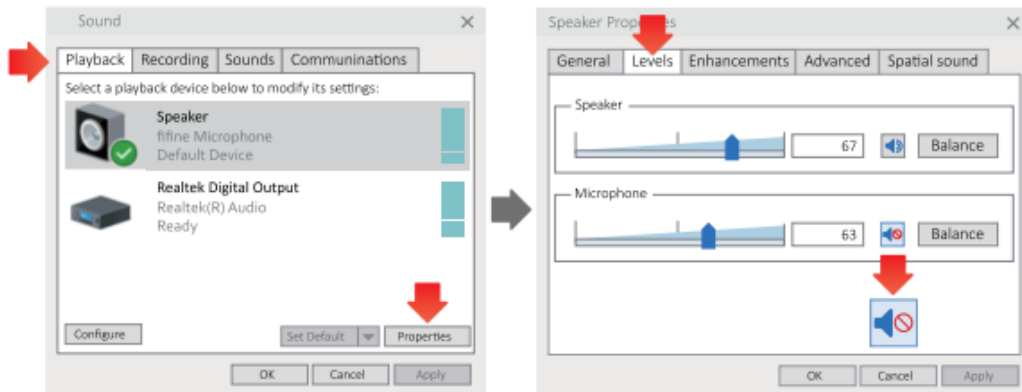 Sound
Playback Recording Sounds Communinations
Select a playback device below to modify its settings:
Speaker
fifine Microphone
Default Device
Realtek Digital Output
Realtek(R) Audio
Ready
Configure Set Default Properties
OK Cancel Apply
Speaker Properties
General Levels Enhancements Advanced Spatial sound
Speaker
67 Balance
Microphone
63 Balance
OK Cancel Apply